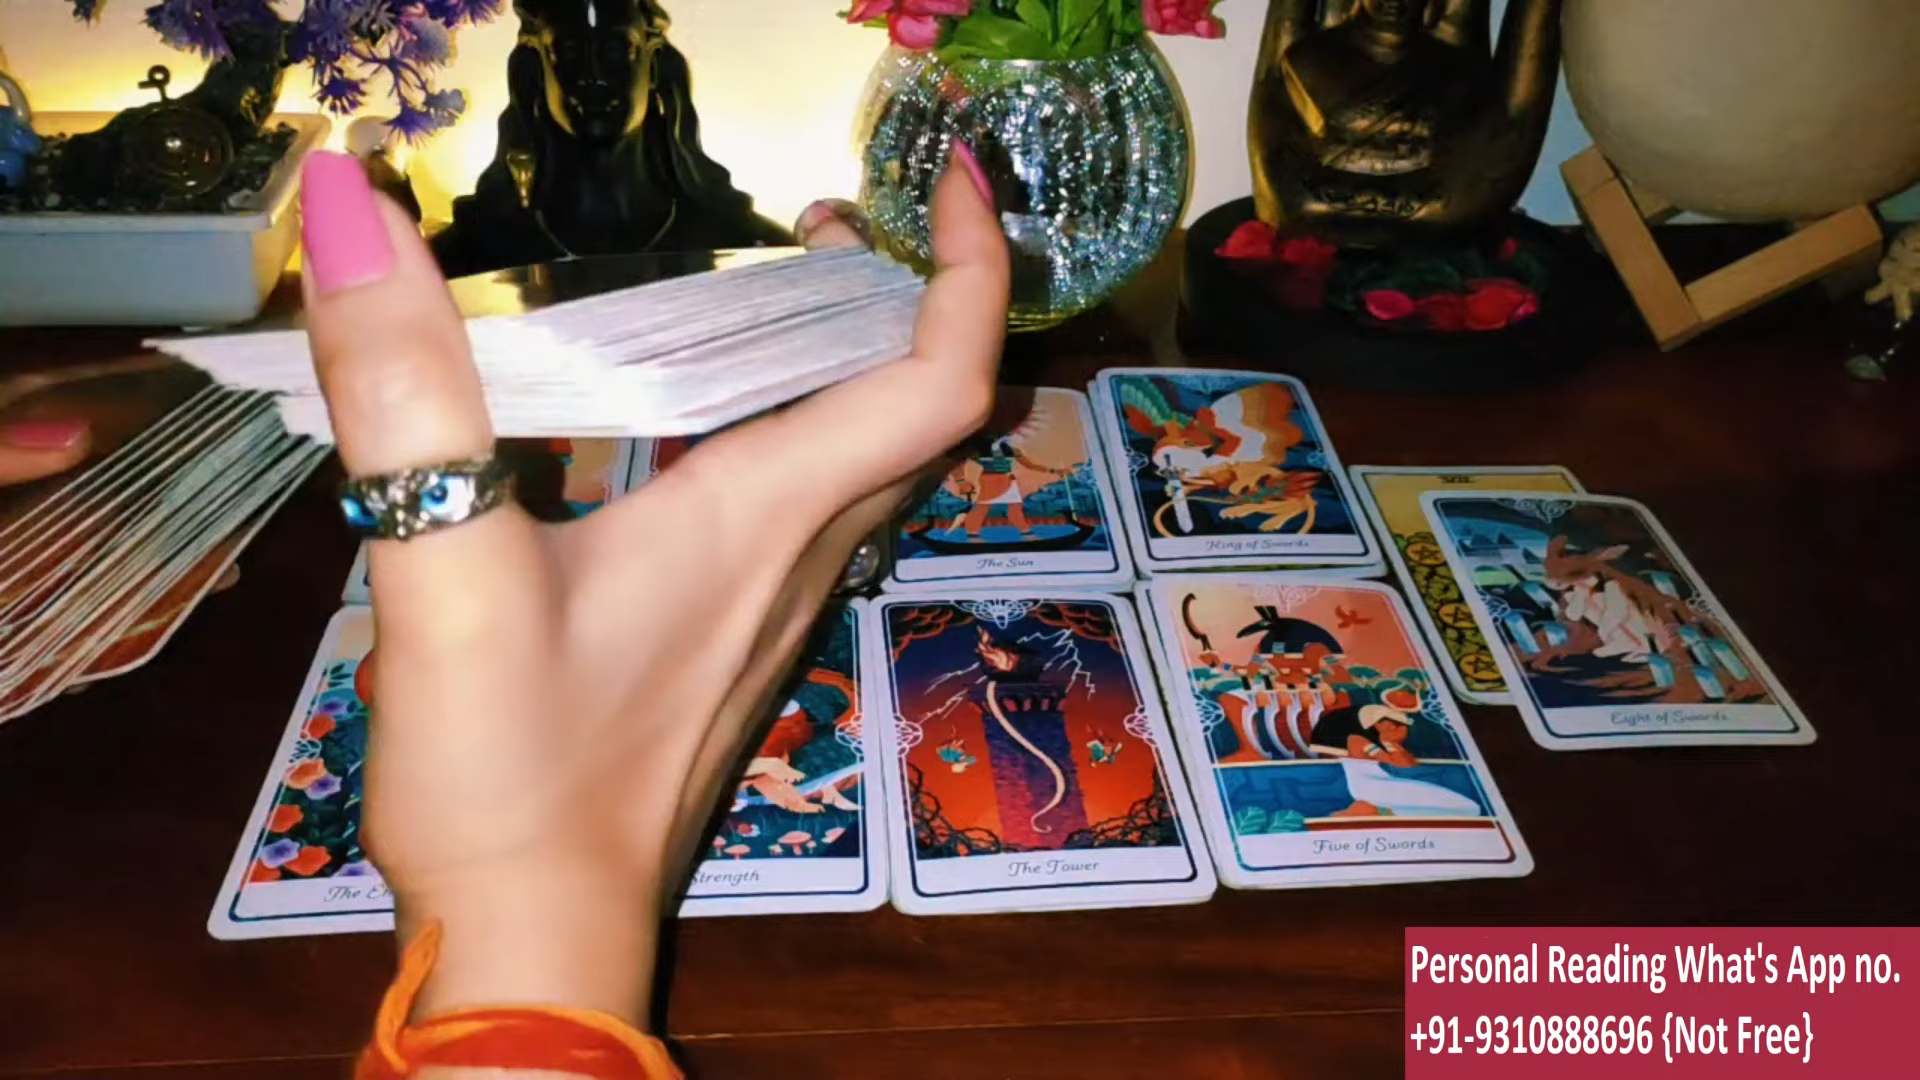 The Sun
King of Swords
Eight of Swords
The
Strength
The Tower
Five of Swords
Personal Reading What's App no.
+91-9310888696 {Not Free}